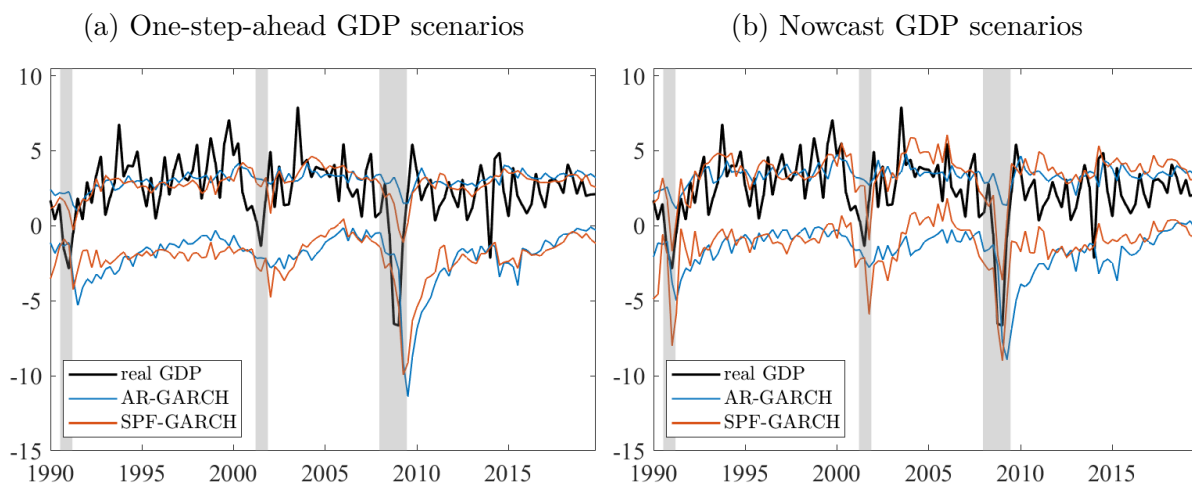 (a) One-step-ahead GDP scenarios
(b) Nowcast GDP scenarios
10
5
0
-5
-10
-15
1990 1995 2000 2005 2010 2015
real GDP
AR-GARCH
SPF-GARCH
10
5
0
-5
-10
-15
1990 1995 2000 2005 2010 2015
real GDP
AR-GARCH
SPF-GARCH